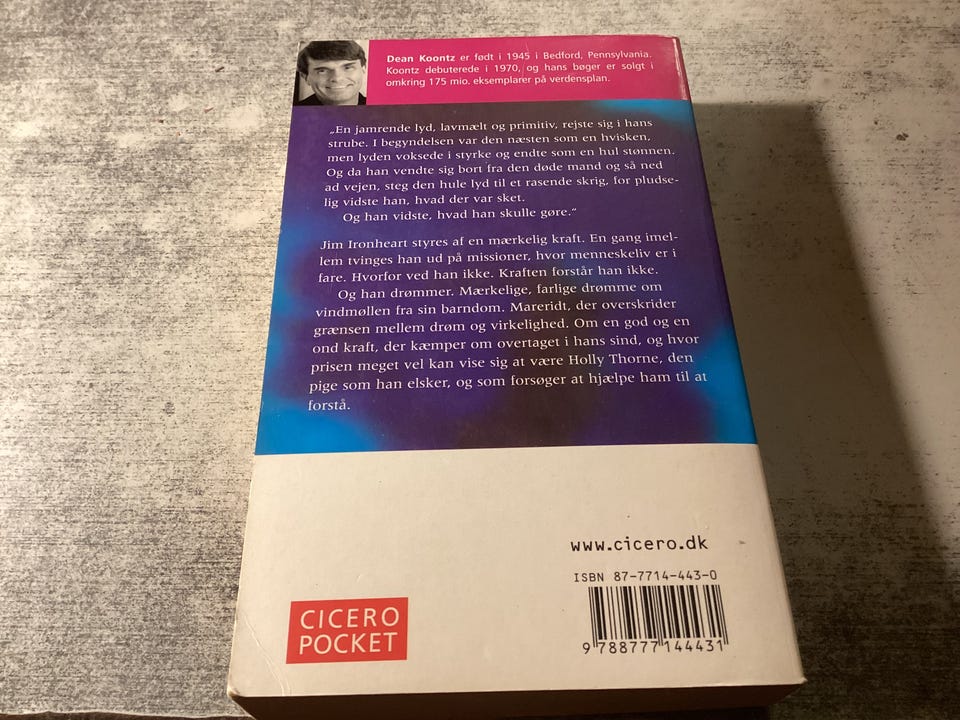 Dean Koontz er født i 1945 i Bedford, Pennsylvania.
Koontz debuterede i 1970, og hans bøger er solgt i
omkring 175 mio. eksemplarer på verdensplan.
„En jamrende lyd, lavmælt og primitiv, rejste sig i hans
strube. I begyndelsen var den næsten som en hvisken,
men lyden voksede i styrke og endte som en hul stønnen.
Og da han vendte sig bort fra den døde mand og så ned
ad vejen, steg den hule lyd til et rasende skrig, for pludse-
lig vidste han, hvad der var sket.
Og han vidste, hvad han skulle gøre.“
Jim Ironheart styres af en mærkelig kraft. En gang imel-
lem tvinges han ud på missioner, hvor menneskeliv er i
fare. Hvorfor ved han ikke. Kraften forstår han ikke.
Og han drømmer. Mærkelige, farlige drømme om
vindmøllen fra sin barndom. Mareridt, der overskrider
grænsen mellem drøm og virkelighed. Om en god og en
ond kraft, der kæmper om overtaget i hans sind, og hvor
prisen meget vel kan vise sig at være Holly Thorne, den
pige som han elsker, og som forsøger at hjælpe ham til at
forstå.
www.cicero.dk
ISBN 87-7714-443-0
9 788777 144431
CICERO
POCKET